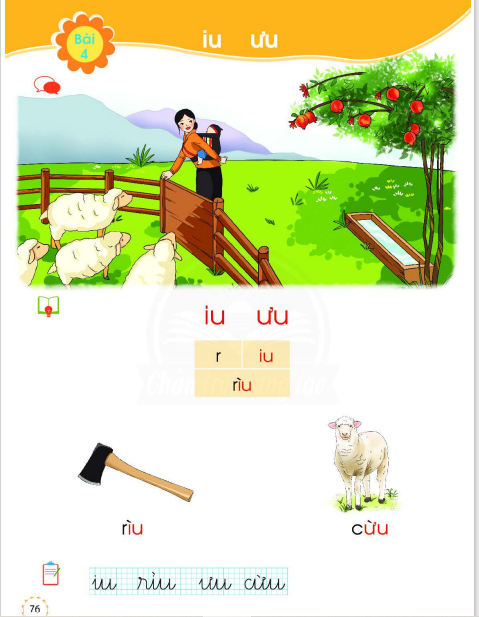 Bài
4
iu ưu
iu ưu
r iu
rìu
rìu
cừu
iu rìu ưu cừu
76